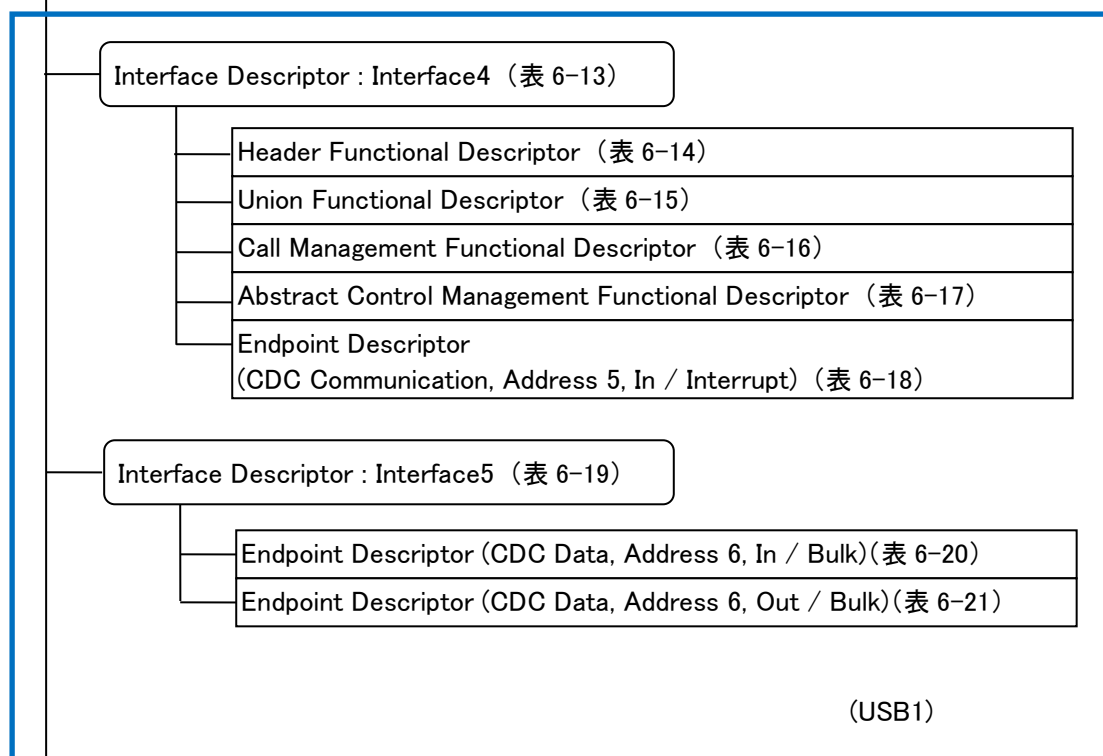 Interface Descriptor : Interface4 （表 6-13）
Header Functional Descriptor （表 6-14）
Union Functional Descriptor （表 6-15）
Call Management Functional Descriptor （表 6-16）
Abstract Control Management Functional Descriptor （表 6-17）
Endpoint Descriptor
(CDC Communication, Address 5, In / Interrupt) （表 6-18）
Interface Descriptor : Interface5 （表 6-19）
Endpoint Descriptor (CDC Data, Address 6, In / Bulk)（表 6-20）
Endpoint Descriptor (CDC Data, Address 6, Out / Bulk)（表 6-21）
(USB1)